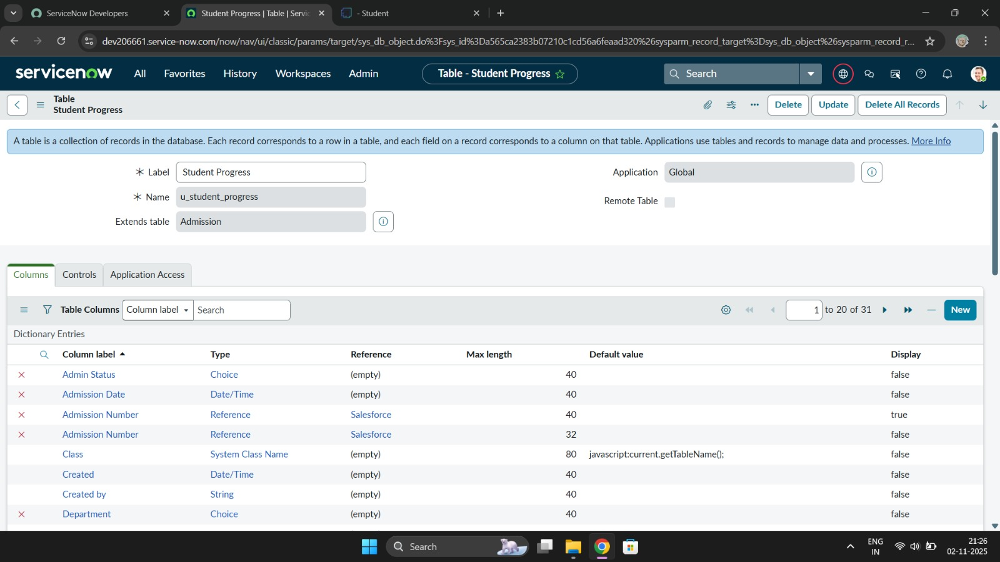 ServiceNow Developers
Student Progress | Table | Servic
- Student
dev206661.service-now.com/now/nav/ui/classic/params/target/sys_db_object.do%3Fsys_id%3Da565ca2383b07210c1cd56a6feaad320%26sysparm_record_target%3Dsys_db_object%26sysparm_record_r...
servicenow All Favorites History Workspaces Admin Table - Student Progress Search
Table
Student Progress
Delete Update Delete All Records
A table is a collection of records in the database. Each record corresponds to a row in a table, and each field on a record corresponds to a column on that table. Applications use tables and records to manage data and processes. More Info
Label Student Progress Application Global
Name u_student_progress Remote Table
Extends table Admission
Columns Controls Application Access
Table Columns Column label Search 1 to 20 of 31 New
Dictionary Entries
Column label Type Reference Max length Default value Display
Admin Status Choice (empty) 40 false
Admission Date Date/Time (empty) 40 false
Admission Number Reference Salesforce 40 true
Admission Number Reference Salesforce 32 false
Class System Class Name (empty) 80 javascript:current.getTableName(); false
Created Date/Time (empty) 40 false
Created by String (empty) 40 false
Department Choice (empty) 40 false
Search
ENG
IN
21:26
02-11-2025